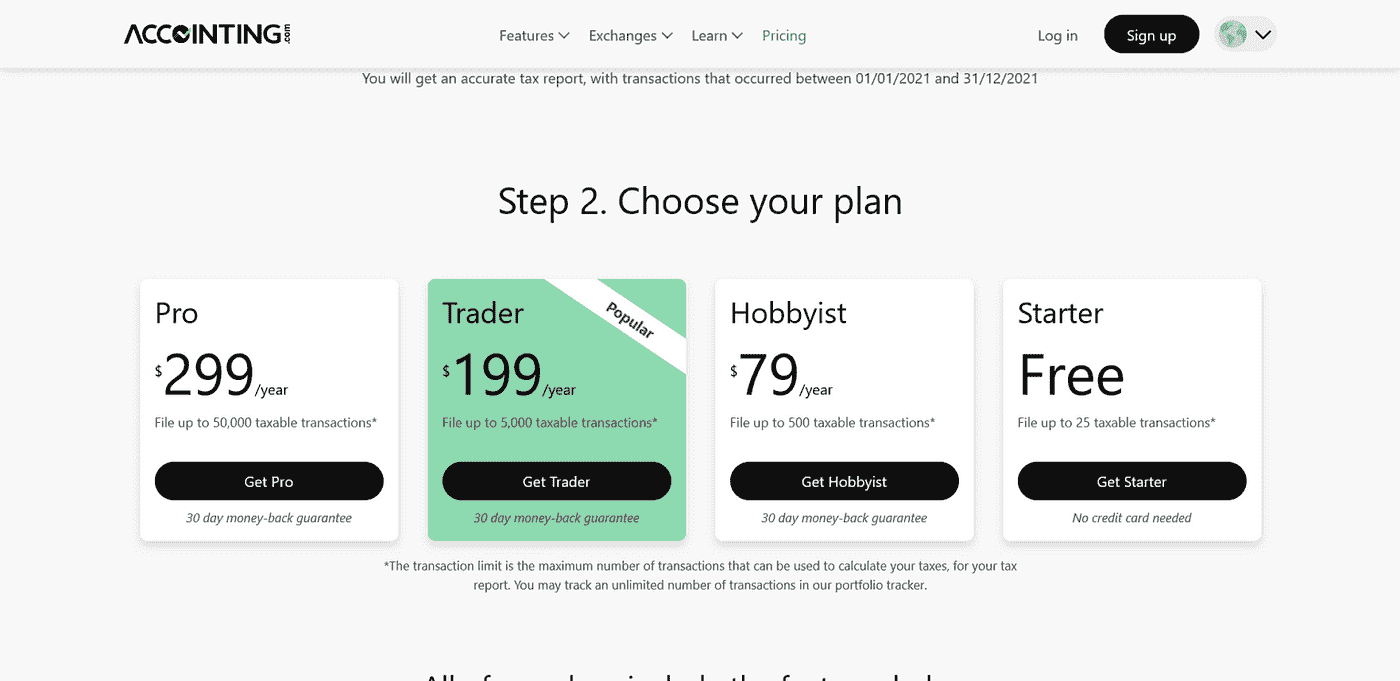 ACCOINTING.com
Features
Exchanges
Learn
Pricing
Log in
Sign up
You will get an accurate tax report, with transactions that occurred between 01/01/2021 and 31/12/2021
Step 2. Choose your plan
Pro
$299/year
File up to 50,000 taxable transactions*
Get Pro
30 day money-back guarantee
Popular
Trader
$199/year
File up to 5,000 taxable transactions*
Get Trader
30 day money-back guarantee
Hobbyist
$79/year
File up to 500 taxable transactions*
Get Hobbyist
30 day money-back guarantee
Starter
Free
File up to 25 taxable transactions*
Get Starter
No credit card needed
*The transaction limit is the maximum number of transactions that can be used to calculate your taxes, for your tax
report. You may track an unlimited number of transactions in our portfolio tracker.